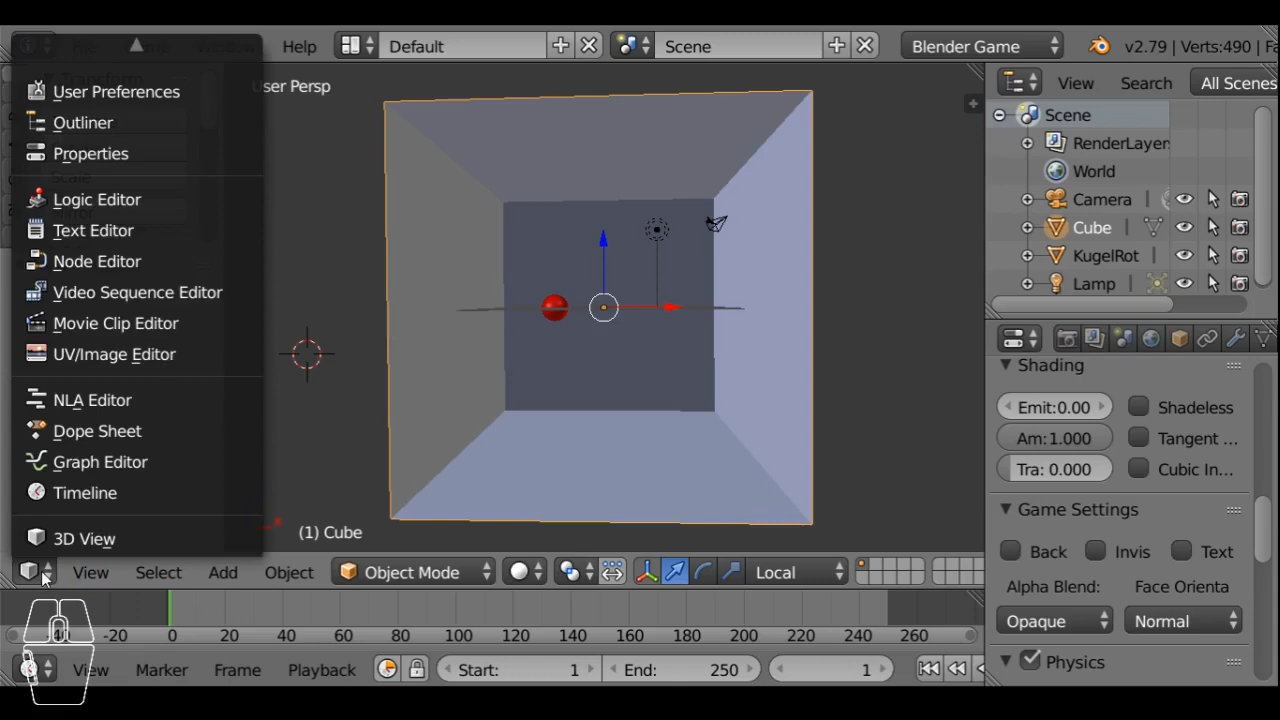 Help
Default
Scene
Blender Game
v2.79 | Verts:490 | Fa
User Preferences
Outliner
Properties
Logic Editor
Text Editor
Node Editor
Video Sequence Editor
Movie Clip Editor
UV/Image Editor
NLA Editor
Dope Sheet
Graph Editor
Timeline
3D View
User Persp
(1) Cube
View
Search
All Scenes
Scene
RenderLayer
World
Camera
Cube
KugelRot
Lamp
Shading
Emit:0.00
Shadeless
Am:1.000
Tangent ...
Tra: 0.000
Cubic In...
Game Settings
Back
Invis
Text
Alpha Blend:
Face Orienta
Opaque
Normal
Physics
View
Select
Add
Object
Object Mode
Local
-40 -20 0 20 40 60 80 100 120 140 160 180 200 220 240 260
View
Marker
Frame
Playback
Start: 1
End: 250
1